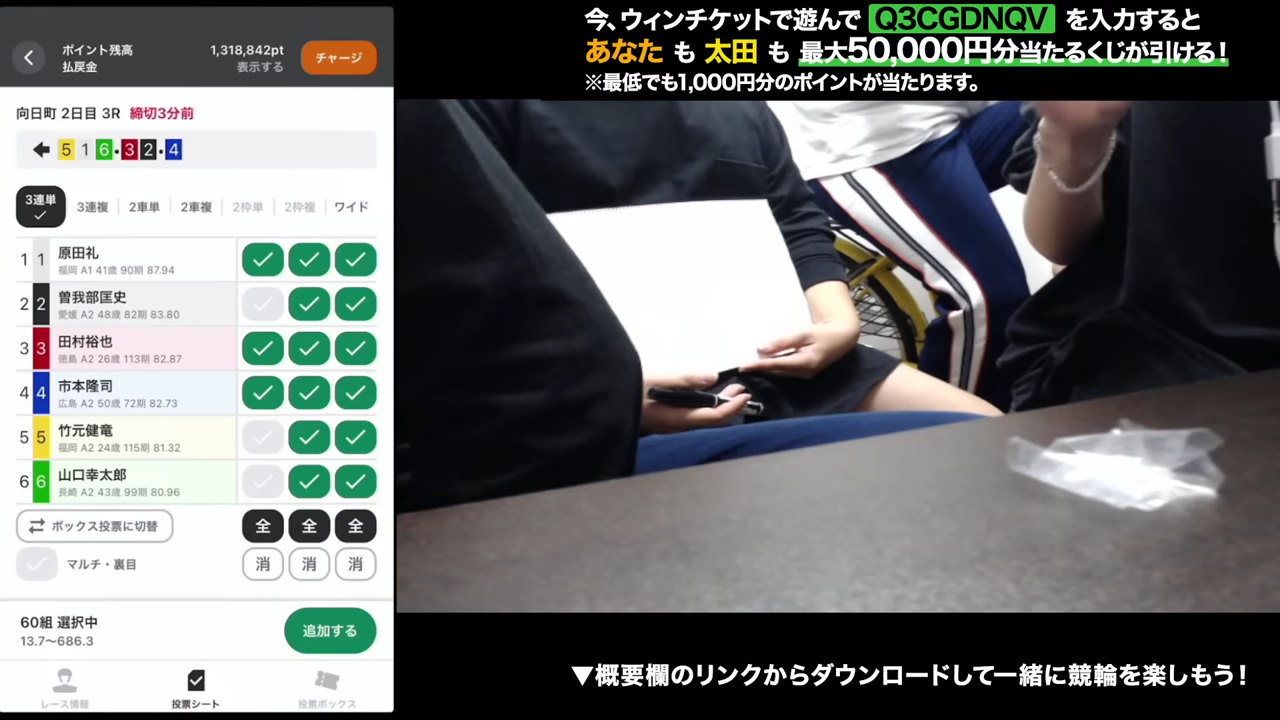 今、ウィンチケットで遊んで Q3CGDNQV を入力すると
あなた も 太田 も 最大50,000円分当たるくじが引ける!
※最低でも1,000円分のポイントが当たります。
ポイント残高 1,318,842pt チャージ
払戻金 表示する
向日町 2日目 3R 締切3分前
5 1 6・3 2・4
3連単 3連複 2車単 2車複 2枠単 2枠複 ワイド
1 1 原田礼
福岡 A1 41歳 90期 87.94
2 2 曽我部匡史
愛媛 A2 48歳 82期 83.80
3 3 田村裕也
徳島 A2 26歳 113期 82.87
4 4 市本隆司
広島 A2 50歳 72期 82.73
5 5 竹元健竜
福岡 A2 24歳 115期 81.32
6 6 山口幸太郎
長崎 A2 43歳 99期 80.96
ボックス投票に切替 全 全 全
マルチ・裏目 消 消 消
60組 選択中
13.7〜686.3
追加する
レース情報 投票シート 投票ボックス
▼概要欄のリンクからダウンロードして一緒に競輪を楽しもう!